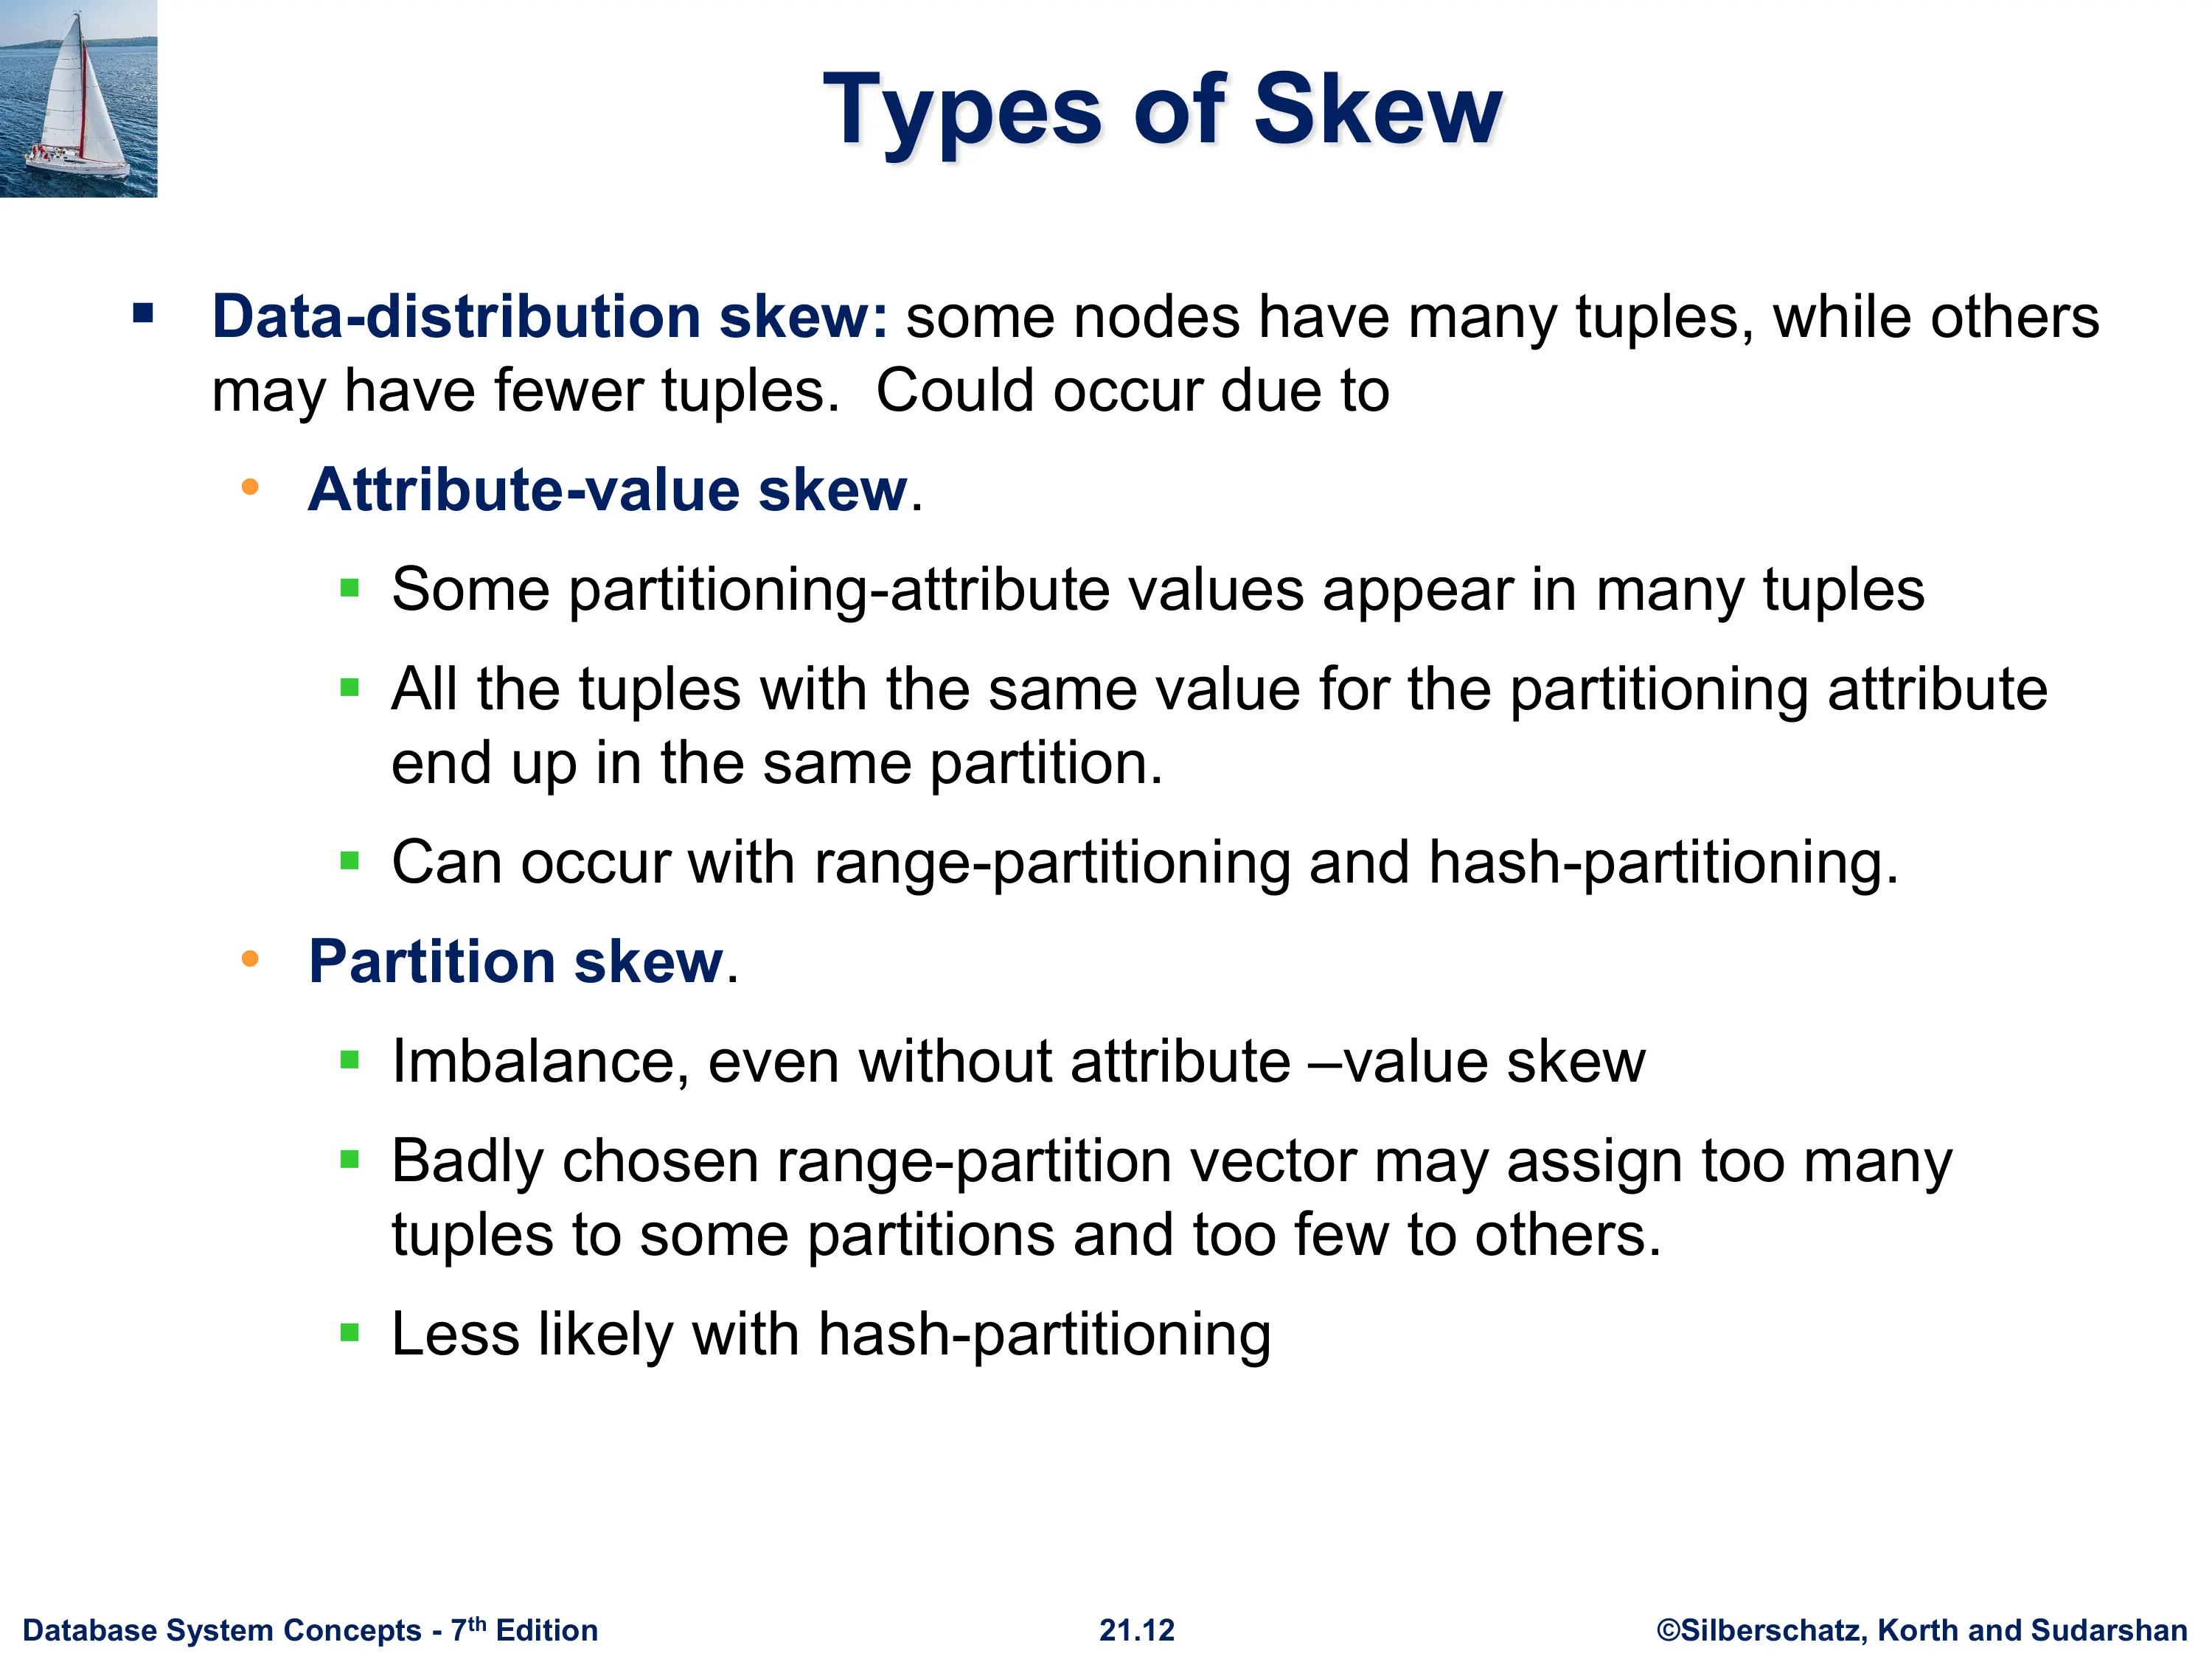 Types of Skew
▪ Data-distribution skew: some nodes have many tuples, while others
may have fewer tuples.  Could occur due to
• Attribute-value skew.
▪ Some partitioning-attribute values appear in many tuples
▪ All the tuples with the same value for the partitioning attribute
end up in the same partition.
▪ Can occur with range-partitioning and hash-partitioning.
• Partition skew.
▪ Imbalance, even without attribute –value skew
▪ Badly chosen range-partition vector may assign too many
tuples to some partitions and too few to others.
▪ Less likely with hash-partitioning
Database System Concepts - 7th Edition
21.12
©Silberschatz, Korth and Sudarshan